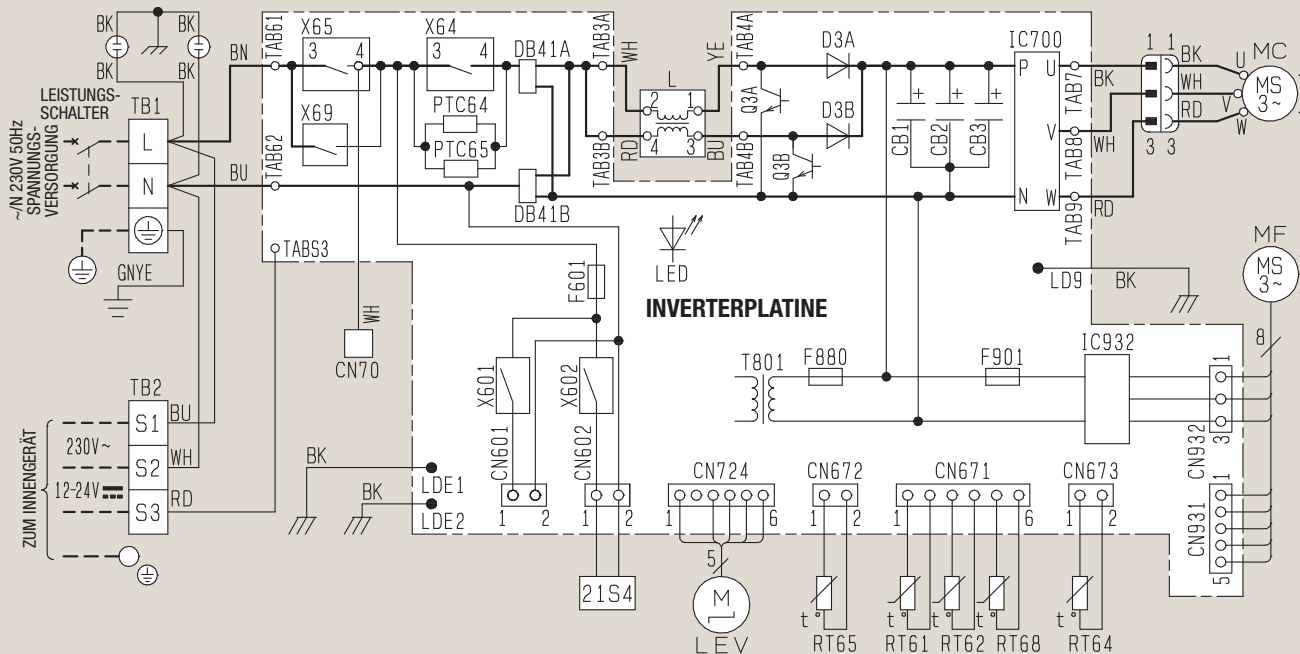 BK
BK
BK
BK
BN
TAB61
X65
3 4
X64
3 4
DB41A
TAB3A
WH
YE
TAB4A
D3A
IC700
P
U
TAB7
BK
1 1
BK
U
MC
MS
3~
WH
V
RD
W
LEISTUNGS-
SCHALTER
TB1
~/N 230V 50Hz
SPANNUNGS-
VERSORGUNG
L
N
X69
PTC64
PTC65
L
2 1
4 3
Q3A
D3B
Q3B
CB1
+
CB2
+
CB3
+
V
TAB8
WH
3 3
TAB62
BU
DB41B
TAB3B
RD
BU
TAB4B
N
W
TAB9
RD
GNYE
TABS3
LED
LD9
BK
MF
MS
3~
8
WH
CN70
F601
INVERTERPLATINE
T801
F880
F901
IC932
1
3
CN932
X601
X602
CN601
CN602
TB2
ZUM INNENGERÄT
230V~
12-24V
S1
S2
S3
BU
WH
RD
BK
LDE1
BK
LDE2
1 2
1 2
CN724
1 6
CN672
1 2
CN671
1 6
CN673
1 2
CN931
1
5
21S4
5
M
LEV
t°
RT65
t°
RT61
t°
RT62
t°
RT68
t°
RT64